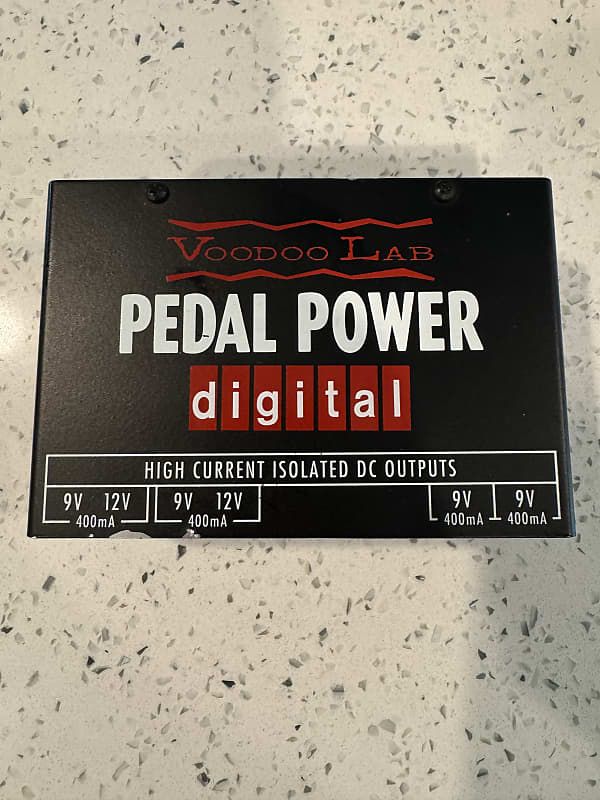 VOODOO LAB
PEDAL POWER
digital
HIGH CURRENT ISOLATED DC OUTPUTS
9V 12V 9V 12V 9V 9V
400mA 400mA 400mA 400mA